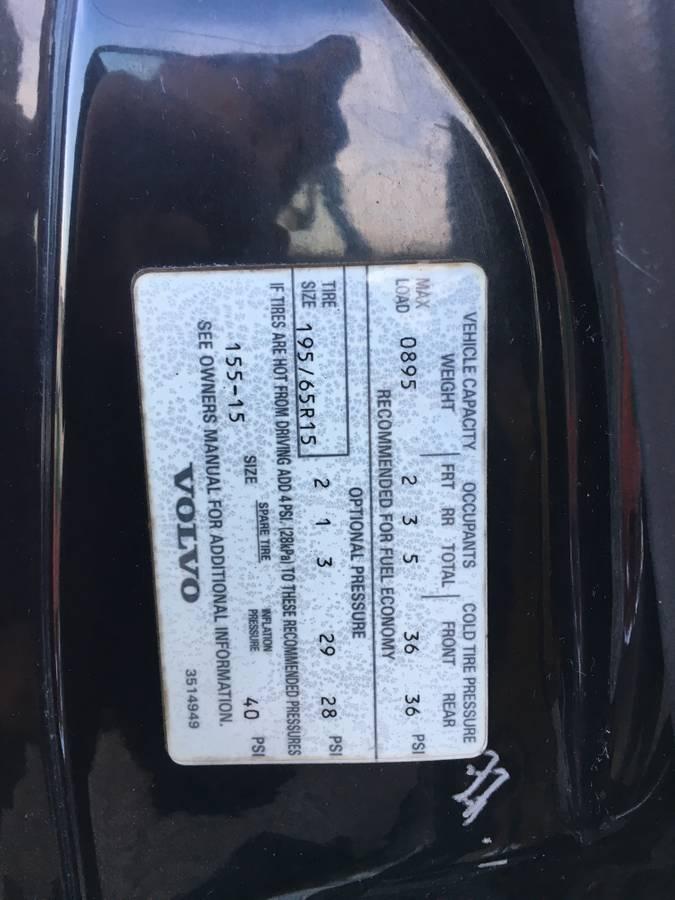 VEHICLE CAPACITY OCCUPANTS COLD TIRE PRESSURE
WEIGHT FRT RR TOTAL FRONT REAR
MAX LOAD 0895 2 3 5 36 36 PSI
RECOMMENDED FOR FUEL ECONOMY
OPTIONAL PRESSURE
TIRE SIZE 195/65R15 2 1 3 29 28 PSI
IF TIRES ARE HOT FROM DRIVING ADD 4 PSI. (28kPa) TO THESE RECOMMENDED PRESSURES
155-15 SIZE SPARE TIRE INFLATION PRESSURE 40 PSI
SEE OWNERS MANUAL FOR ADDITIONAL INFORMATION.
VOLVO 3514949